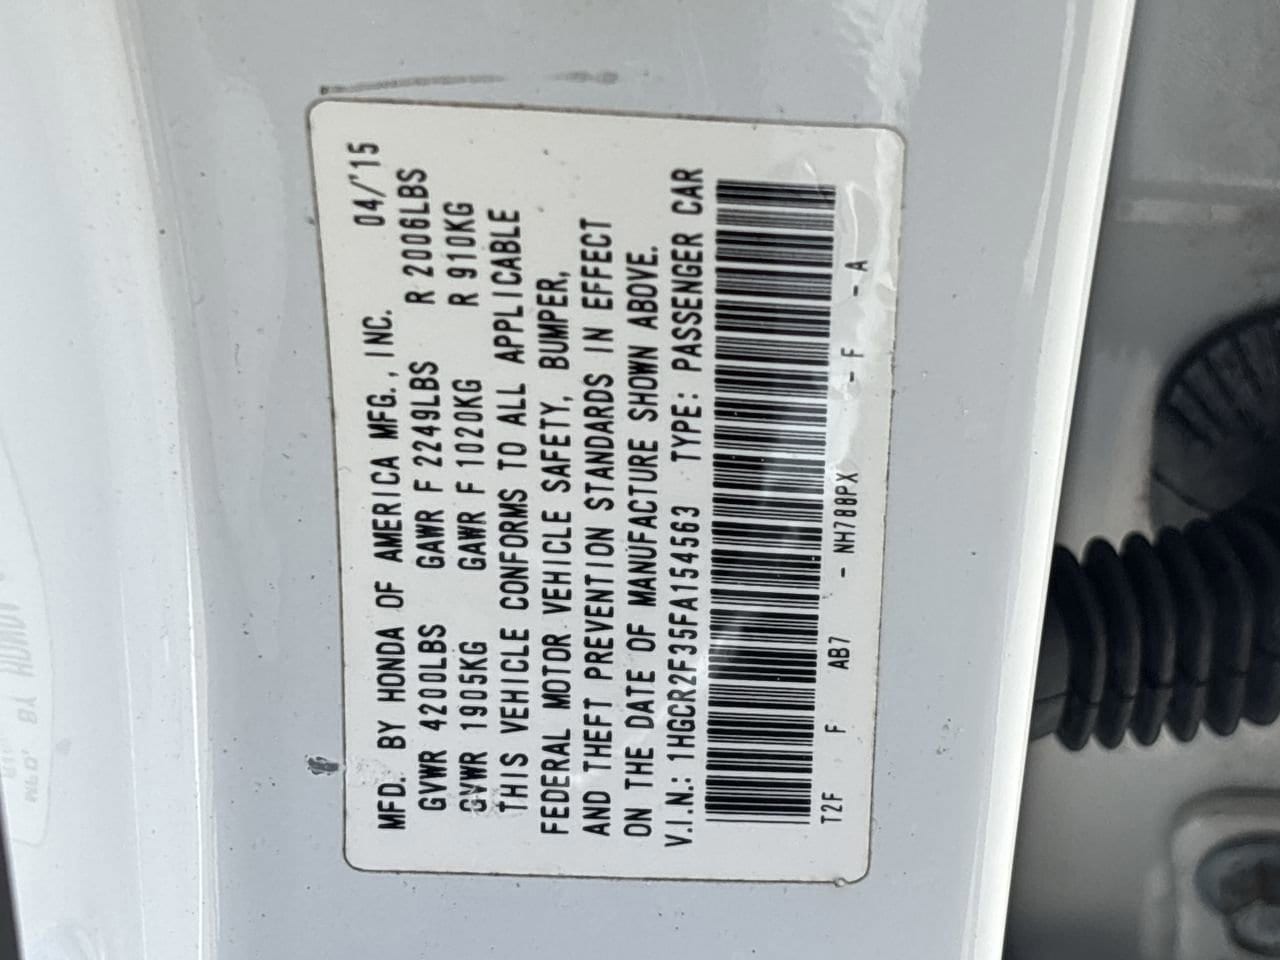 MFD. BY HONDA OF AMERICA MFG., INC. 04/'15
GVWR 4200LBS GAWR F 2249LBS R 2006LBS
GVWR 1905KG GAWR F 1020KG R 910KG
THIS VEHICLE CONFORMS TO ALL APPLICABLE
FEDERAL MOTOR VEHICLE SAFETY, BUMPER,
AND THEFT PREVENTION STANDARDS IN EFFECT
ON THE DATE OF MANUFACTURE SHOWN ABOVE.
V.I.N.: 1HGCR2F35FA154563 TYPE: PASSENGER CAR
T2F F AB7 - NH788PX - F - A